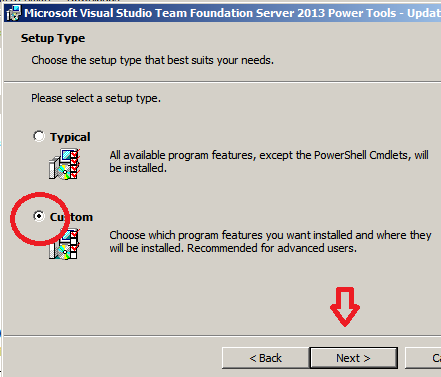 Microsoft Visual Studio Team Foundation Server 2013 Power Tools - Updat
Setup Type
Choose the setup type that best suits your needs.
Please select a setup type.
Typical
All available program features, except the PowerShell Cmdlets, will
be installed.
Custom
Choose which program features you want installed and where they
will be installed. Recommended for advanced users.
< Back
Next >
Ca